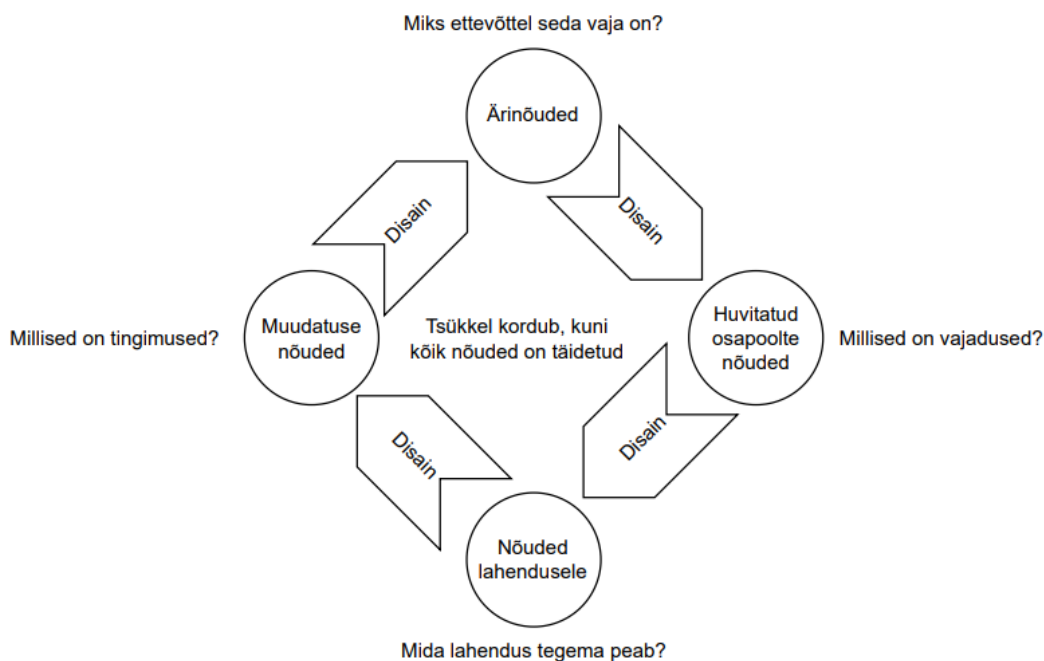 Miks ettevõttel seda vaja on?
Ärinõuded
Disain
Disain
Millised on tingimused?
Muudatuse
nõuded
Tsükkel kordub, kuni
kõik nõuded on täidetud
Huvitatud
osapoolte
nõuded
Millised on vajadused?
Disain
Disain
Nõuded
lahendusele
Mida lahendus tegema peab?